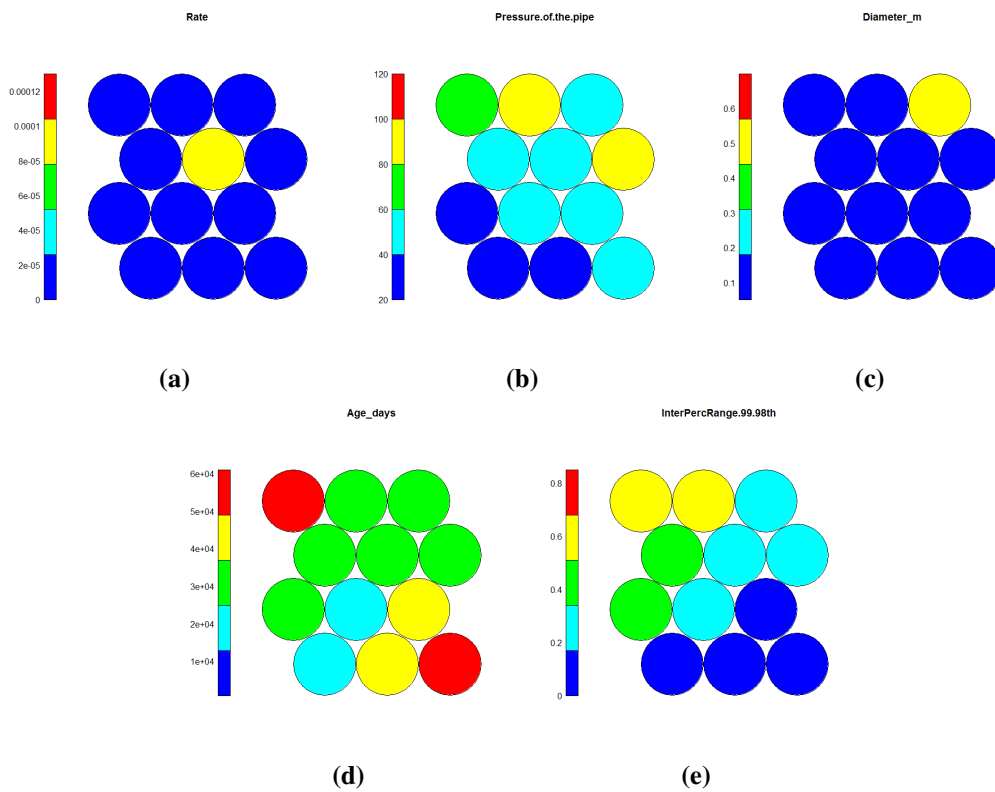 Rate
0.00012
0.0001
8e-05
6e-05
4e-05
2e-05
0
(a)
Pressure.of.the.pipe
120
100
80
60
40
20
(b)
Diameter_m
0.6
0.5
0.4
0.3
0.2
0.1
(c)
Age_days
6e+04
5e+04
4e+04
3e+04
2e+04
1e+04
(d)
InterPercRange.99.98th
0.8
0.6
0.4
0.2
0
(e)